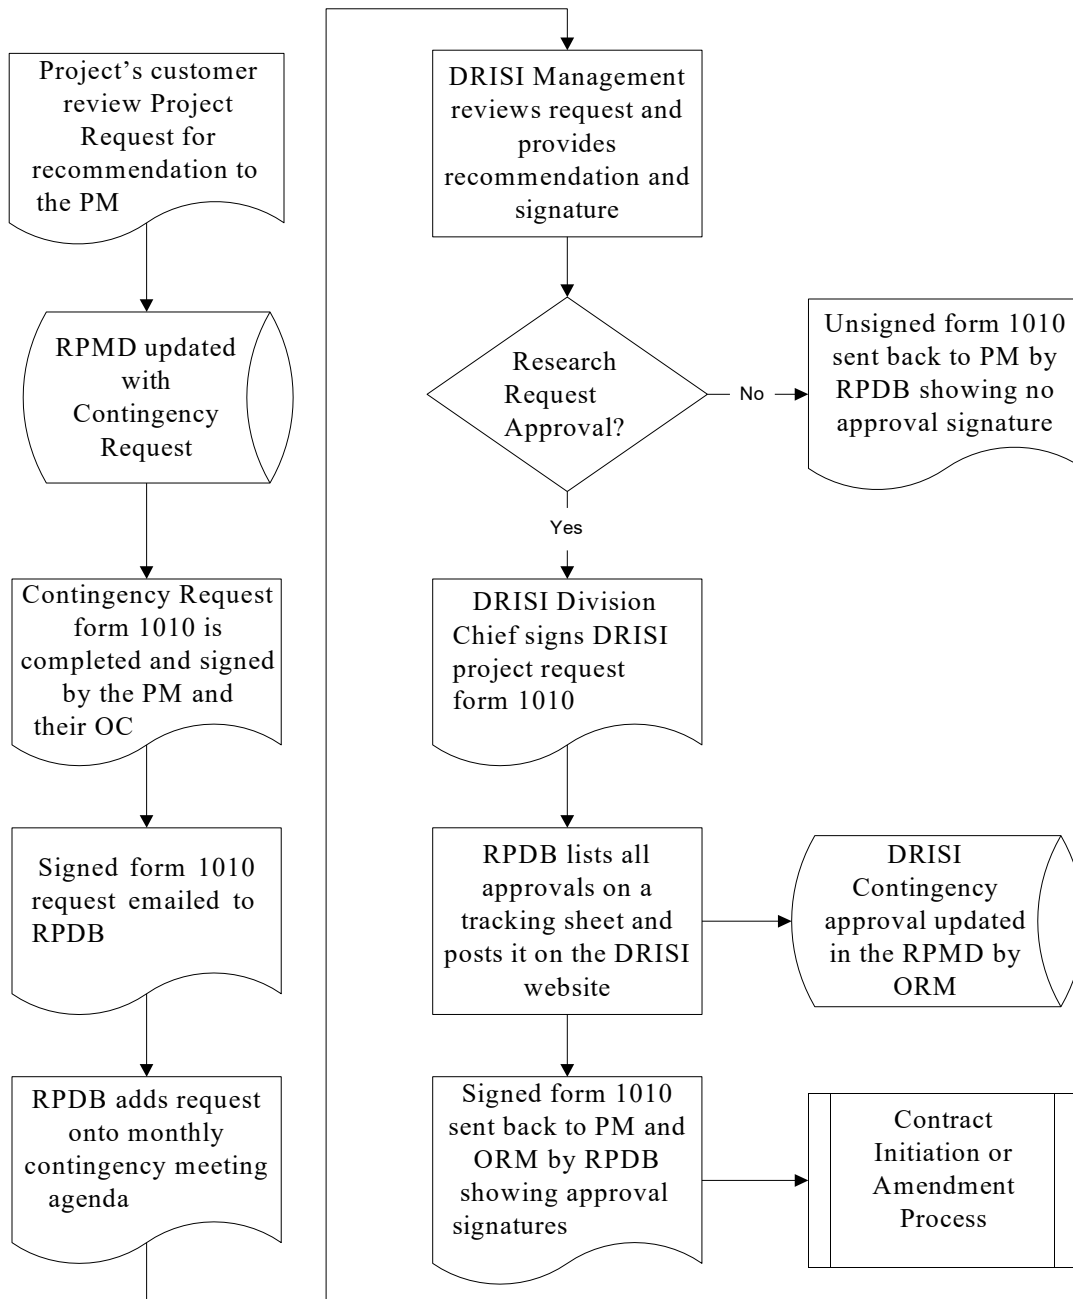 Project’s customer
review Project
Request for
recommendation to
the PM
RPMD updated
with
Contingency
Request
Contingency Request
form 1010 is
completed and signed
by the PM and
their OC
Signed form 1010
request emailed to
RPDB
RPDB adds request
onto monthly
contingency meeting
agenda
DRISI Management
reviews request and
provides
recommendation and
signature
Research
Request
Approval?
No
Unsigned form 1010
sent back to PM by
RPDB showing no
approval signature
Yes
DRISI Division
Chief signs DRISI
project request
form 1010
RPDB lists all
approvals on a
tracking sheet and
posts it on the DRISI
website
DRISI
Contingency
approval updated
in the RPMD by
ORM
Signed form 1010
sent back to PM and
ORM by RPDB
showing approval
signatures
Contract
Initiation or
Amendment
Process